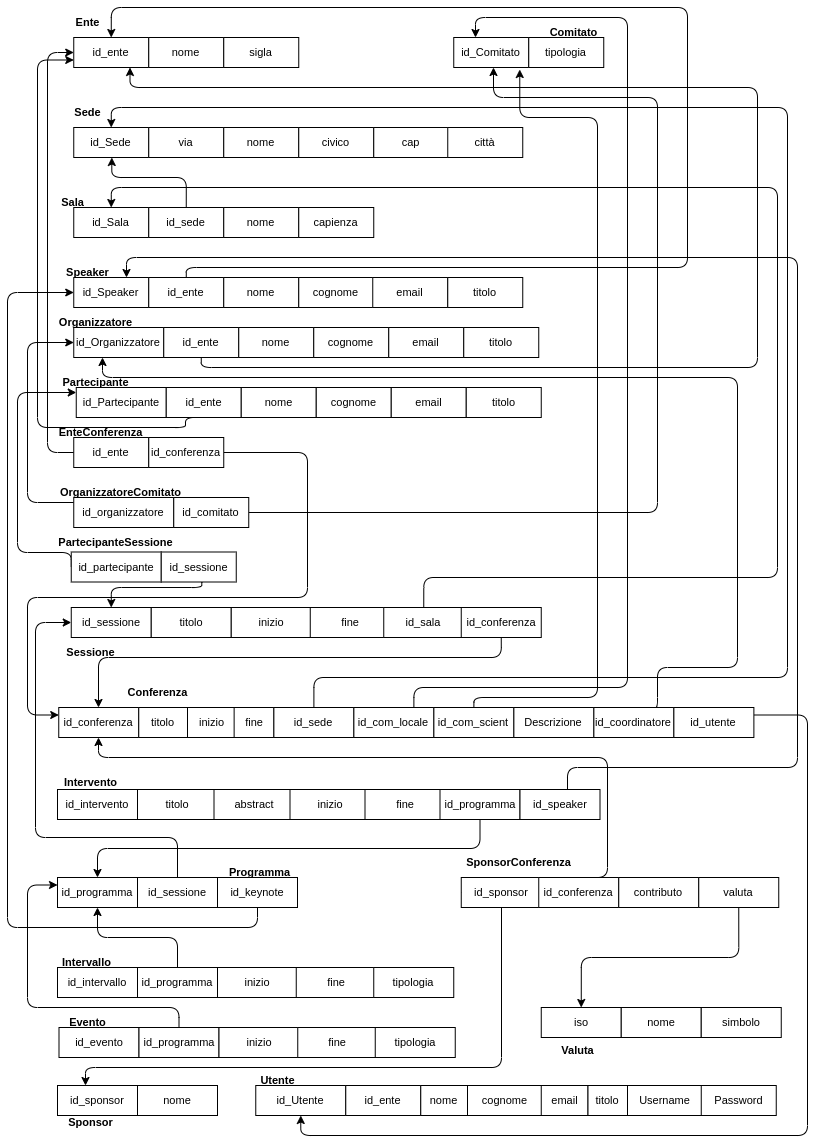 Ente
Comitato
id_ente nome sigla
id_Comitato tipologia
Sede
id_Sede via nome civico cap città
Sala
id_Sala id_sede nome capienza
Speaker
id_Speaker id_ente nome cognome email titolo
Organizzatore
id_Organizzatore id_ente nome cognome email titolo
Partecipante
id_Partecipante id_ente nome cognome email titolo
EnteConferenza
id_ente id_conferenza
OrganizzatoreComitato
id_organizzatore id_comitato
PartecipanteSessione
id_partecipante id_sessione
id_sessione titolo inizio fine id_sala id_conferenza
Sessione
Conferenza
id_conferenza titolo inizio fine id_sede id_com_locale id_com_scient Descrizione id_coordinatore id_utente
Intervento
id_intervento titolo abstract inizio fine id_programma id_speaker
Programma
SponsorConferenza
id_programma id_sessione id_keynote
id_sponsor id_conferenza contributo valuta
Intervallo
id_intervallo id_programma inizio fine tipologia
Evento
id_evento id_programma inizio fine tipologia
iso nome simbolo
Valuta
Utente
id_sponsor nome
id_Utente id_ente nome cognome email titolo Username Password
Sponsor